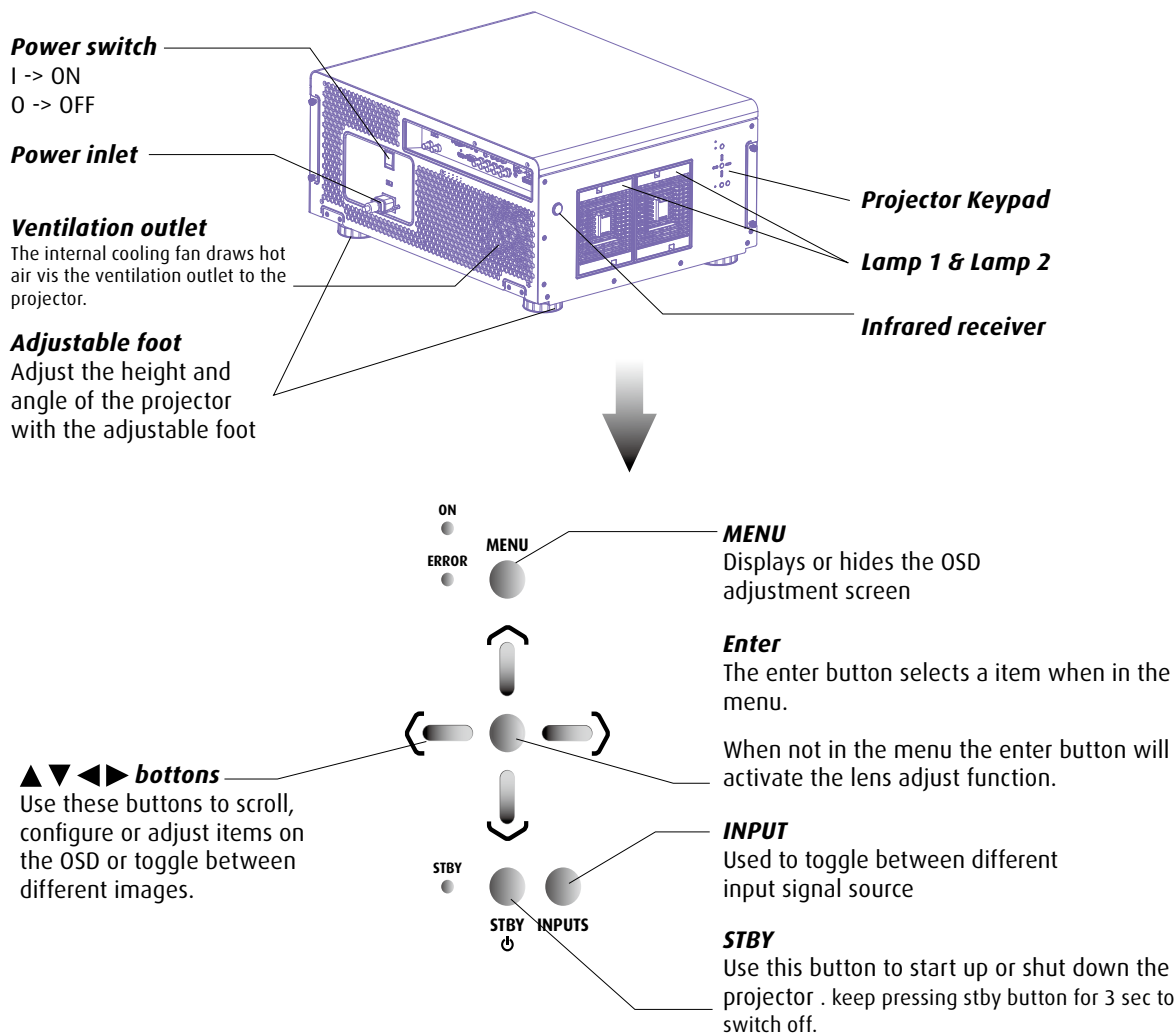 Power switch
I -> ON
O -> OFF
Power inlet
Ventilation outlet
The internal cooling fan draws hot
air vis the ventilation outlet to the
projector.
Adjustable foot
Adjust the height and
angle of the projector
with the adjustable foot
Projector Keypad
Lamp 1 & Lamp 2
Infrared receiver
ON
ERROR
MENU
MENU
Displays or hides the OSD
adjustment screen
Enter
The enter button selects a item when in the
menu.
When not in the menu the enter button will
activate the lens adjust function.
▲ ▼ ◀ ▶ bottons
Use these buttons to scroll,
configure or adjust items on
the OSD or toggle between
different images.
INPUT
Used to toggle between different
input signal source
STBY
STBY
INPUTS
STBY
Use this button to start up or shut down the
projector . keep pressing stby button for 3 sec to
switch off.